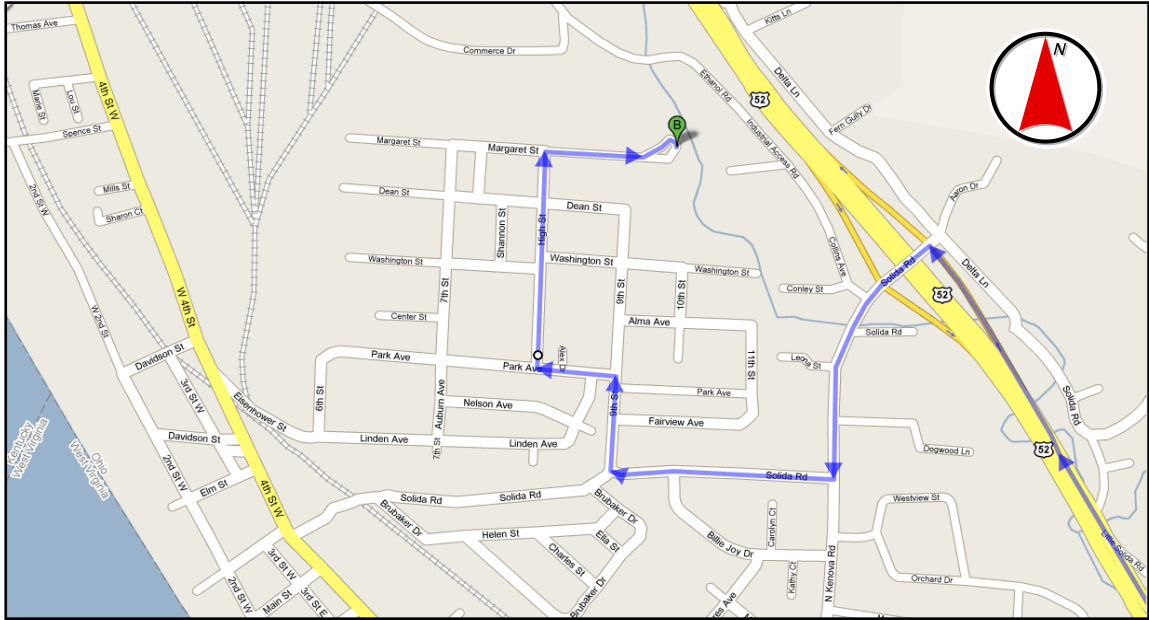 Thomas Ave
Commerce Dr
Kitts Ln
N
4th St W
Marie St
Lou St
Ethanol Rd
52
Delta Ln
B
Fern Gully Dr
Spence St
Margaret St
Margaret St
Industrial Access Rd
2nd St W
Mills St
Dean St
Dean St
Aaron Dr
Sharon Ct
Shannon St
High St
Collins Ave
Washington St
Washington St
Washington St
Solida Rd
Delta Ln
7th St
9th St
10th St
Conley St
52
W 4th St
W 2nd St
Center St
Alma Ave
Solida Rd
Davidson St
Park Ave
Park Ave
Alex Dr
11th St
Leona St
3rd St W
6th St
Auburn Ave
Park Ave
Eisenhower St
Nelson Ave
9th St
Fairview Ave
Solida Rd
Kentucky
West Virginia
Ohio
West Virginia
Davidson St
Linden Ave
7th St
Linden Ave
Dogwood Ln
52
2nd St W
Elm St
4th St W
Solida Rd
Solida Rd
Solida Rd
Brubaker Dr
Brubaker Dr
Westview St
Carolyn Ct
Helen St
Ella St
Billie Joy Dr
Little Solida Rd
3rd St W
Charles St
Kathy Ct
N Kenova Rd
Orchard Dr
2nd St W
Main St
3rd St E
Brubaker Dr
res Ave